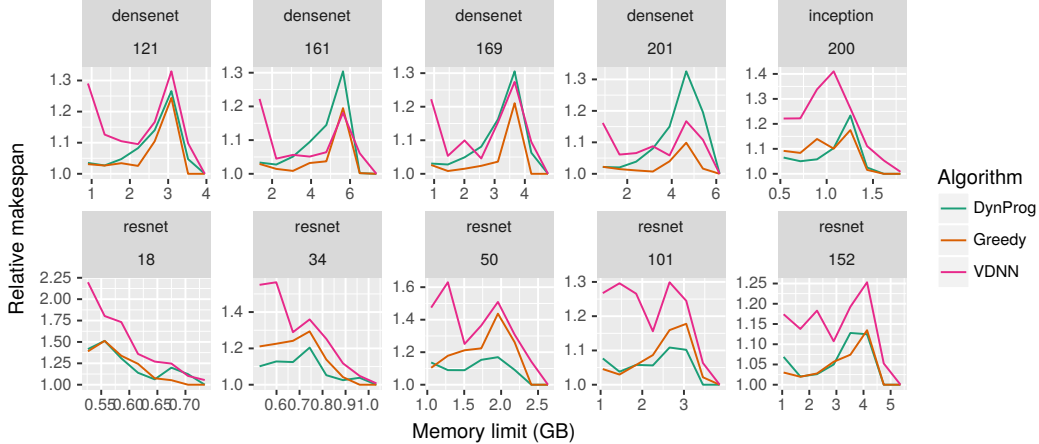 densenet densenet densenet densenet inception
121 161 169 201 200
1.3 1.3 1.3 1.3 1.4
1.2 1.2 1.2 1.2 1.3
1.1 1.1 1.1 1.1 1.2
1.1
1.0 1.0 1.0 1.0 1.0
1 2 3 4 2 4 6 1 2 3 4 2 4 6 0.5 1.0 1.5
Relative makespan
resnet resnet resnet resnet resnet
18 34 50 101 152
2.25 1.4 1.6 1.3 1.25
2.00 1.2 1.4 1.2 1.20
1.75 1.0 1.2 1.1 1.15
1.50 1.0 1.0 1.10
1.25 1.05
1.00 1.00
0.55 0.60 0.65 0.70 0.6 0.7 0.8 0.9 1.0 1.0 1.5 2.0 2.5 1 2 3 1 2 3 4 5
Memory limit (GB)
Algorithm
DynProg
Greedy
VDNN